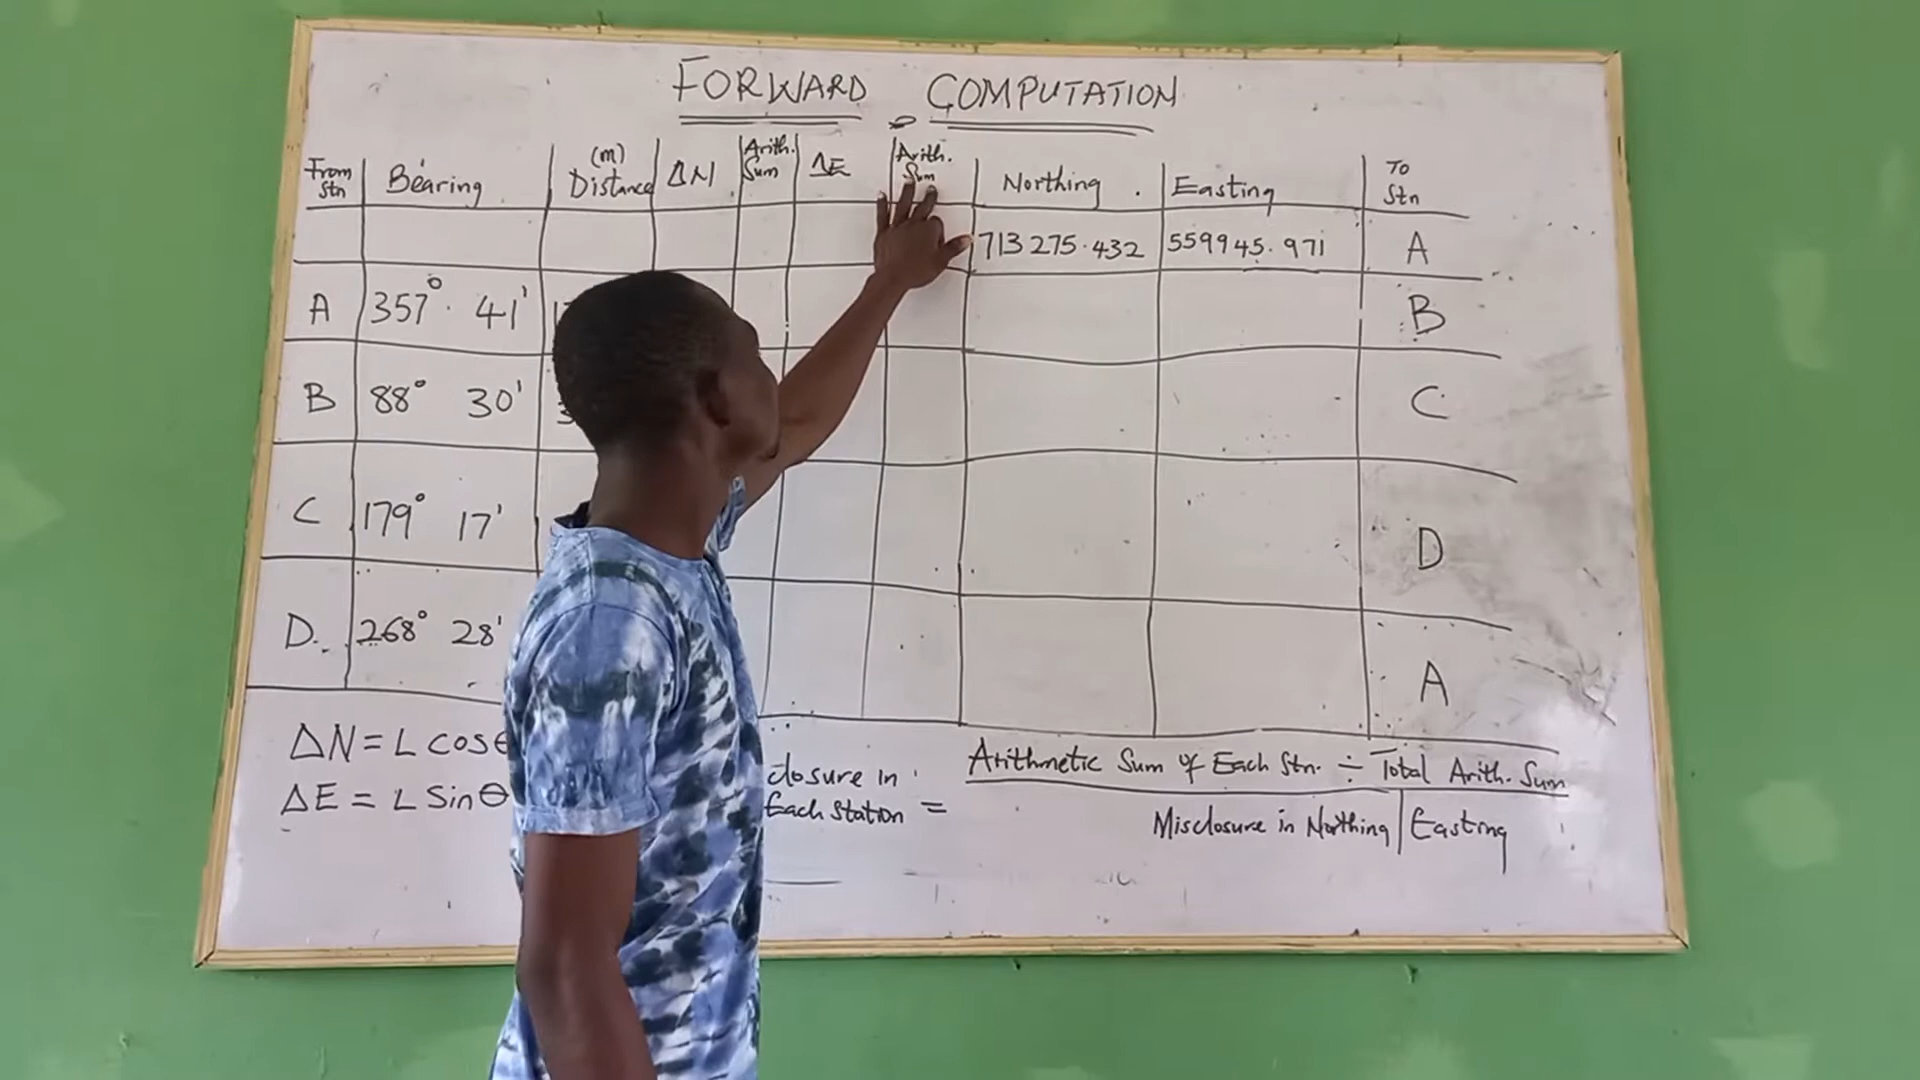 FORWARD COMPUTATION
From Stn Bearing (m) Distance ΔN Arith. Sum ΔE Arith. Sum Northing Easting To Stn
713275.432 559945.971 A
A 357° 41' B
B 88° 30' C
C 179° 17' D
D. 268° 28' A
ΔN = L cosθ
ΔE = L Sinθ
closure in Each Station = Arithmetic Sum of Each Stn. ÷ Total Arith. Sum
Misclosure in Northing | Easting